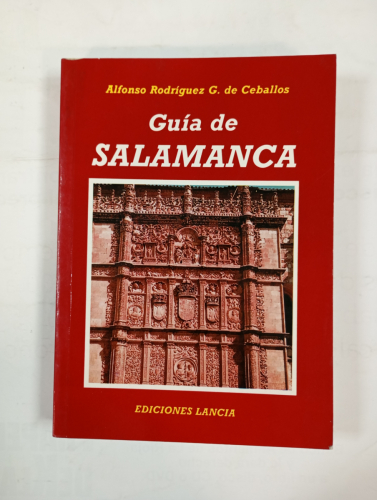 Alfonso Rodríguez G. de Ceballos
Guía de
SALAMANCA
EDICIONES LANCIA